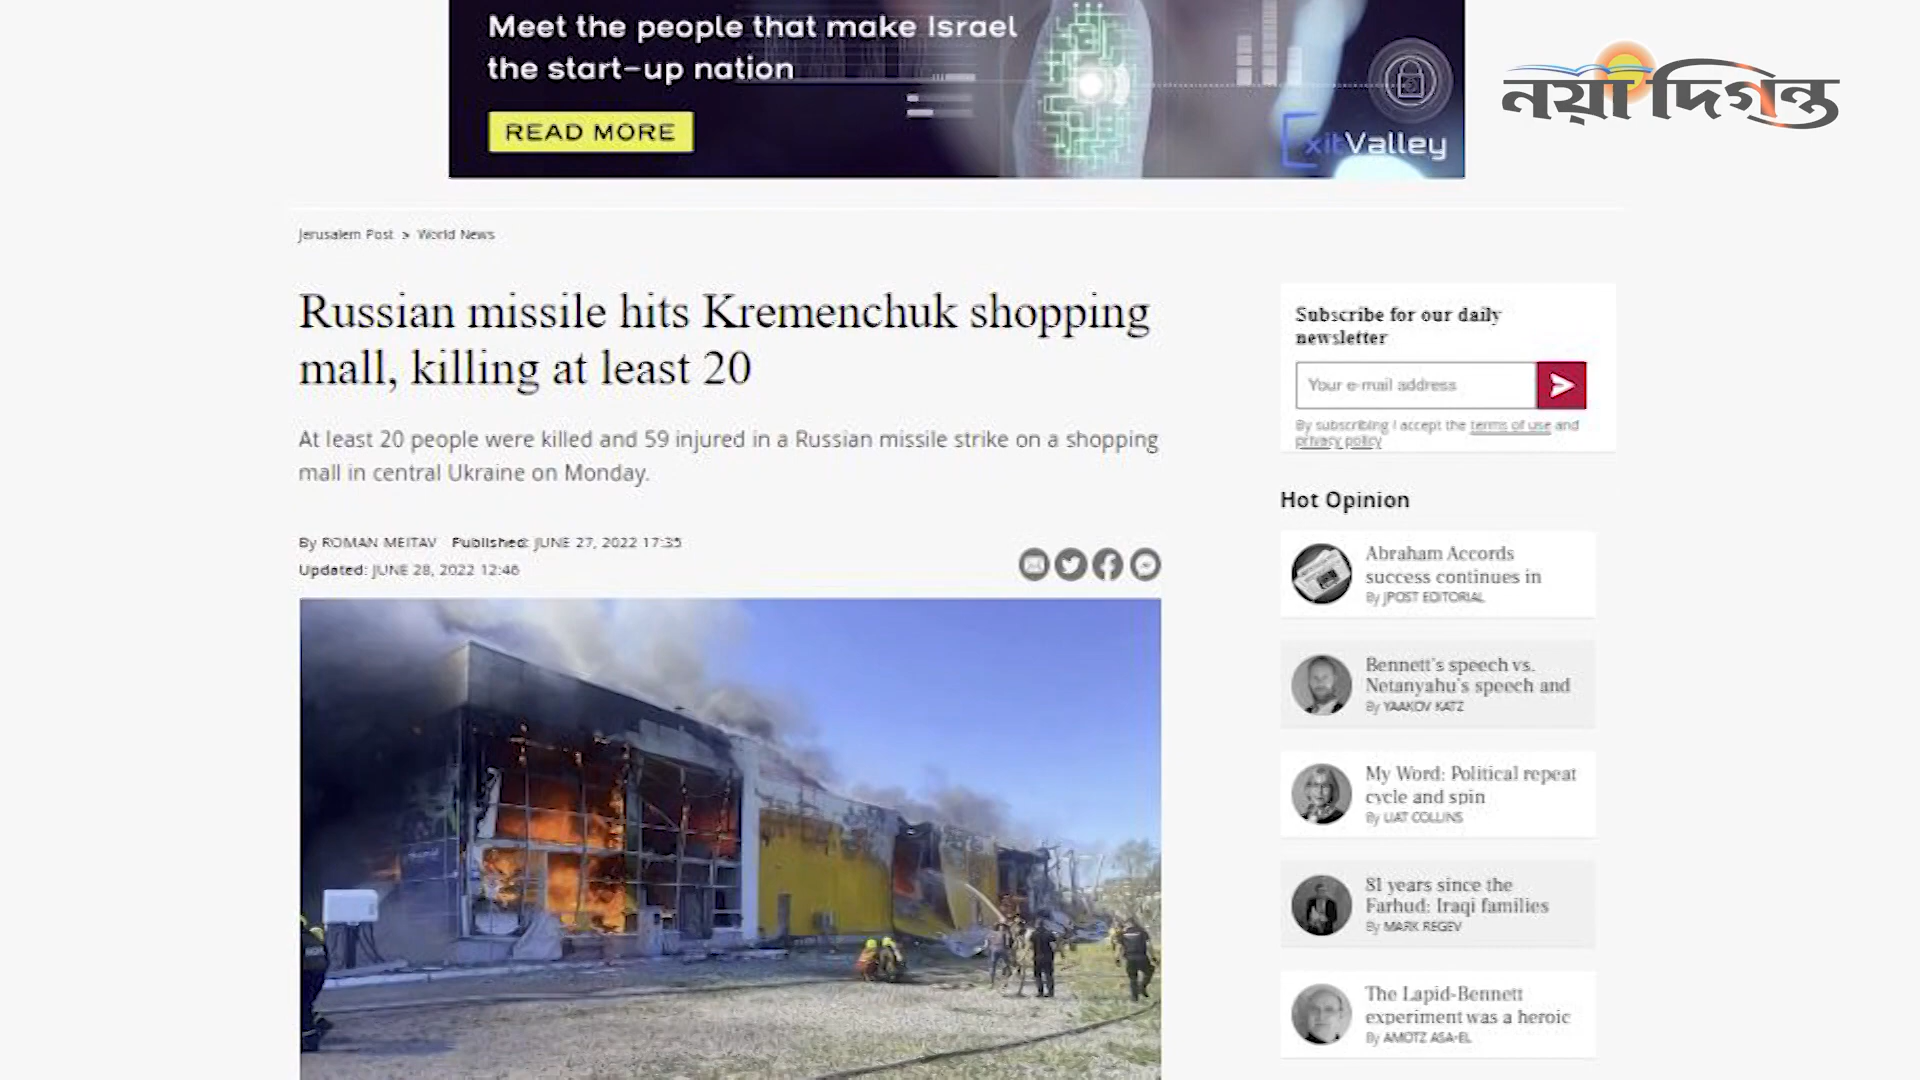 Meet the people that make Israel
the start-up nation
READ MORE
ExitValley
নয়া দিগন্ত
Jerusalem Post > World News
Russian missile hits Kremenchuk shopping
mall, killing at least 20
At least 20 people were killed and 59 injured in a Russian missile strike on a shopping
mall in central Ukraine on Monday.
By ROMAN MEITAV Published: JUNE 27, 2022 17:35
Updated: JUNE 28, 2022 12:46
Subscribe for our daily
newsletter
Your e-mail address
By subscribing I accept the terms of use and
privacy policy
Hot Opinion
Abraham Accords
success continues in
By JPOST EDITORIAL
Bennett's speech vs.
Netanyahu's speech and
By YAAKOV KATZ
My Word: Political repeat
cycle and spin
By LIAT COLLINS
81 years since the
Farhud: Iraqi families
By MARK REGEV
The Lapid-Bennett
experiment was a heroic
By AMOTZ ASA-EL